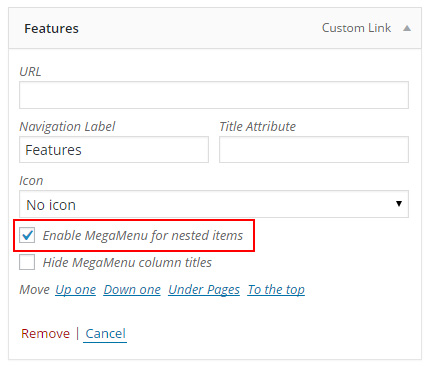 Features Custom Link
URL
Navigation Label Title Attribute
Features
Icon
No icon
Enable MegaMenu for nested items
Hide MegaMenu column titles
Move Up one Down one Under Pages To the top
Remove | Cancel